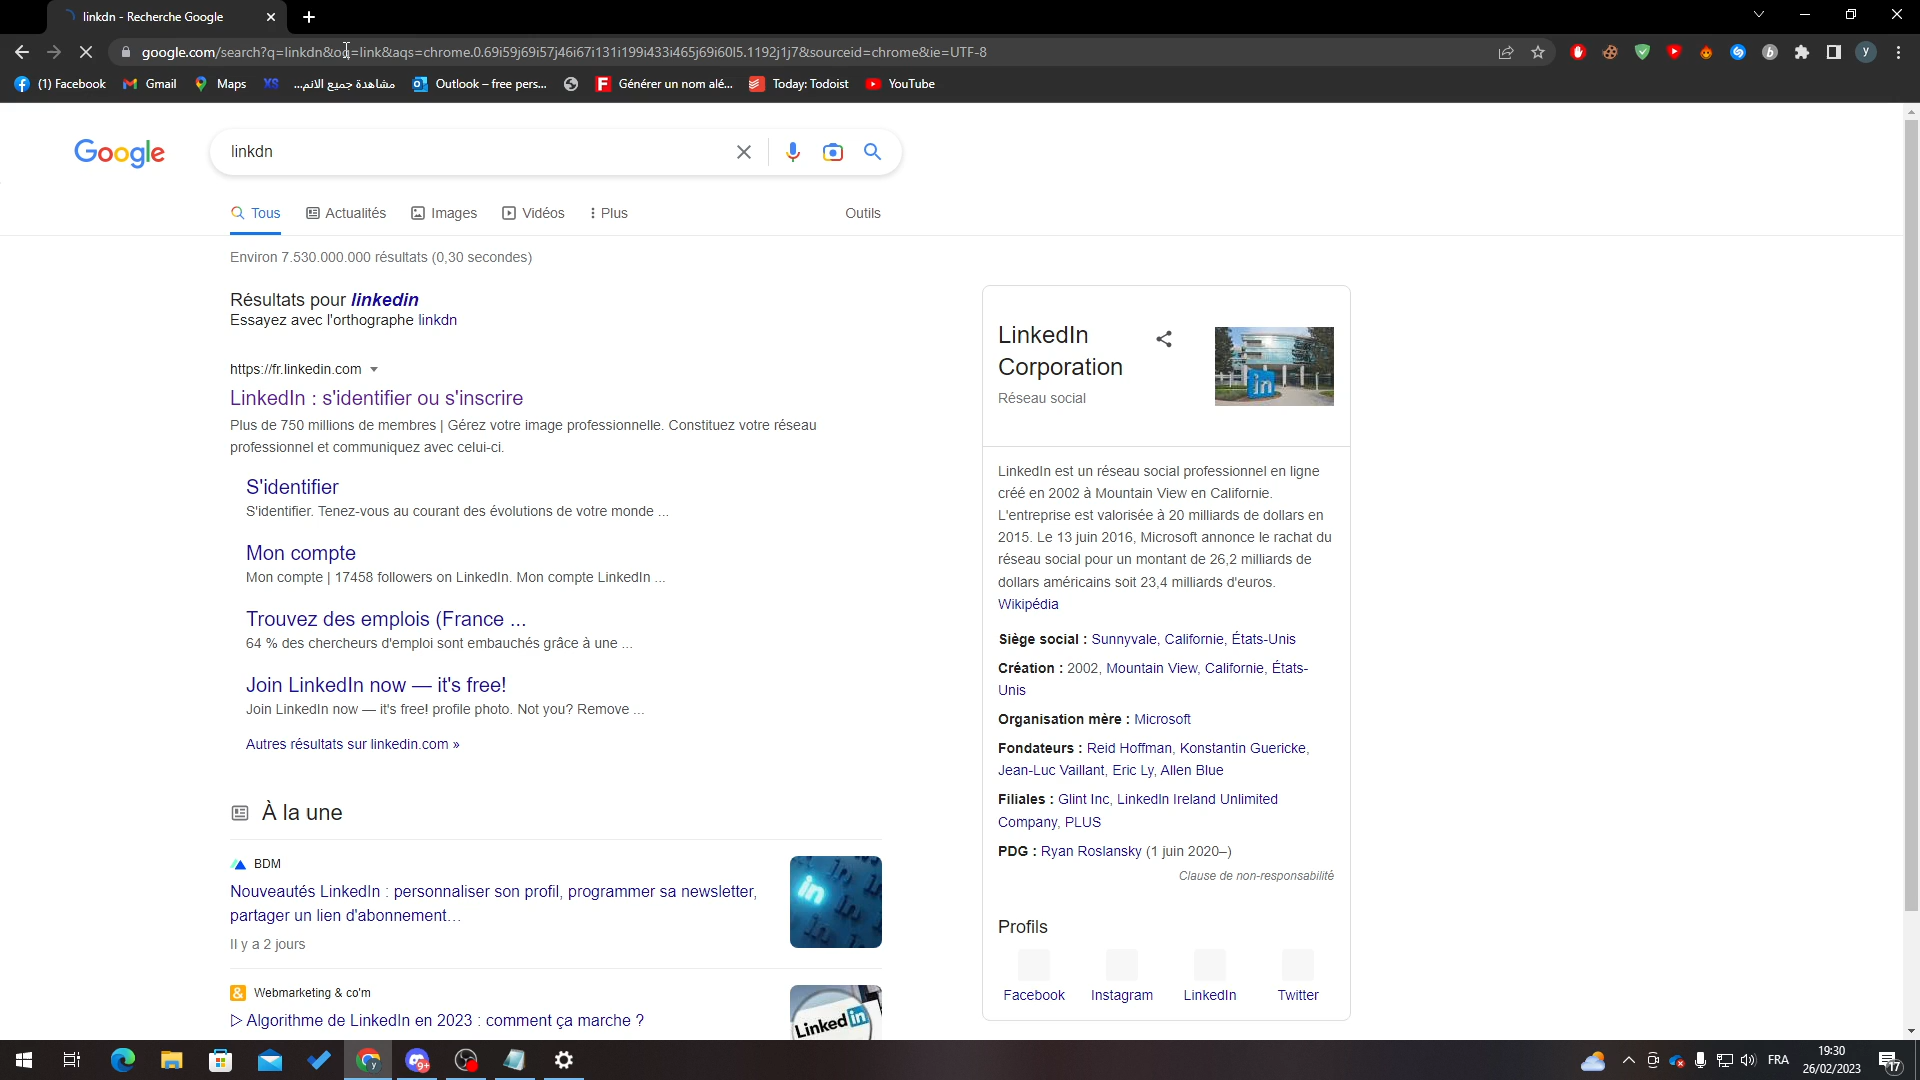 linkdn - Recherche Google
google.com/search?q=linkdn&oq=link&aqs=chrome.0.69i59j69i57j46i67i131i199i433i465j69i60l5.1192j1j7&sourceid=chrome&ie=UTF-8
(1) Facebook Gmail Maps XS مشاهدة جميع الانم... Outlook – free pers... Générer un nom alé... Today: Todoist YouTube
Google linkdn
Tous Actualités Images Vidéos Plus Outils
Environ 7.530.000.000 résultats (0,30 secondes)
Résultats pour linkedin
Essayez avec l'orthographe linkdn
https://fr.linkedin.com
LinkedIn : s'identifier ou s'inscrire
Plus de 750 millions de membres | Gérez votre image professionnelle. Constituez votre réseau
professionnel et communiquez avec celui-ci.
S'identifier
S'identifier. Tenez-vous au courant des évolutions de votre monde ...
Mon compte
Mon compte | 17458 followers on LinkedIn. Mon compte LinkedIn ...
Trouvez des emplois (France ...
64 % des chercheurs d'emploi sont embauchés grâce à une ...
Join LinkedIn now — it's free!
Join LinkedIn now — it's free! profile photo. Not you? Remove ...
Autres résultats sur linkedin.com »
À la une
BDM
Nouveautés LinkedIn : personnaliser son profil, programmer sa newsletter,
partager un lien d'abonnement…
Il y a 2 jours
Webmarketing & co'm
▷ Algorithme de LinkedIn en 2023 : comment ça marche ?
Linked in
LinkedIn
Corporation
Réseau social
LinkedIn est un réseau social professionnel en ligne
créé en 2002 à Mountain View en Californie.
L'entreprise est valorisée à 20 milliards de dollars en
2015. Le 13 juin 2016, Microsoft annonce le rachat du
réseau social pour un montant de 26,2 milliards de
dollars américains soit 23,4 milliards d'euros.
Wikipédia
Siège social : Sunnyvale, Californie, États-Unis
Création : 2002, Mountain View, Californie, États-
Unis
Organisation mère : Microsoft
Fondateurs : Reid Hoffman, Konstantin Guericke,
Jean-Luc Vaillant, Eric Ly, Allen Blue
Filiales : Glint Inc, LinkedIn Ireland Unlimited
Company, PLUS
PDG : Ryan Roslansky (1 juin 2020–)
Clause de non-responsabilité
Profils
Facebook Instagram LinkedIn Twitter
FRA
19:30
26/02/2023
17